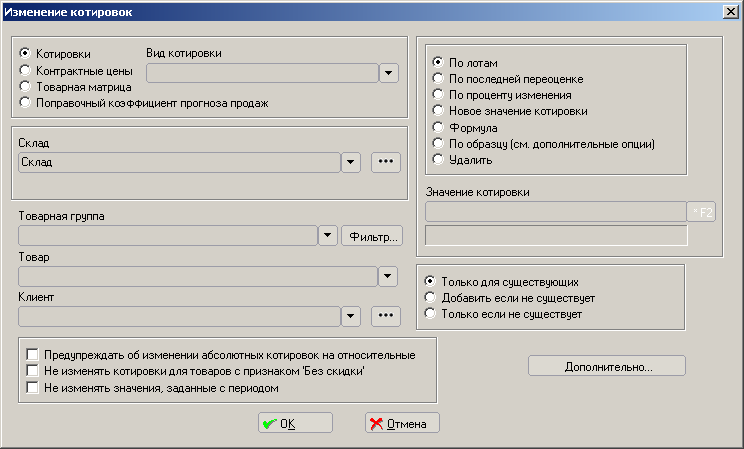 Изменение котировок
Котировки
Вид котировки
Контрактные цены
Товарная матрица
Поправочный коэффициент прогноза продаж
Склад
Склад
Товарная группа
Фильтр...
Товар
Клиент
По лотам
По последней переоценке
По проценту изменения
Новое значение котировки
Формула
По образцу (см. дополнительные опции)
Удалить
Значение котировки
* F2
Только для существующих
Добавить если не существует
Только если не существует
Предупреждать об изменении абсолютных котировок на относительные
Не изменять котировки для товаров с признаком 'Без скидки'
Не изменять значения, заданные с периодом
Дополнительно...
OK
Отмена